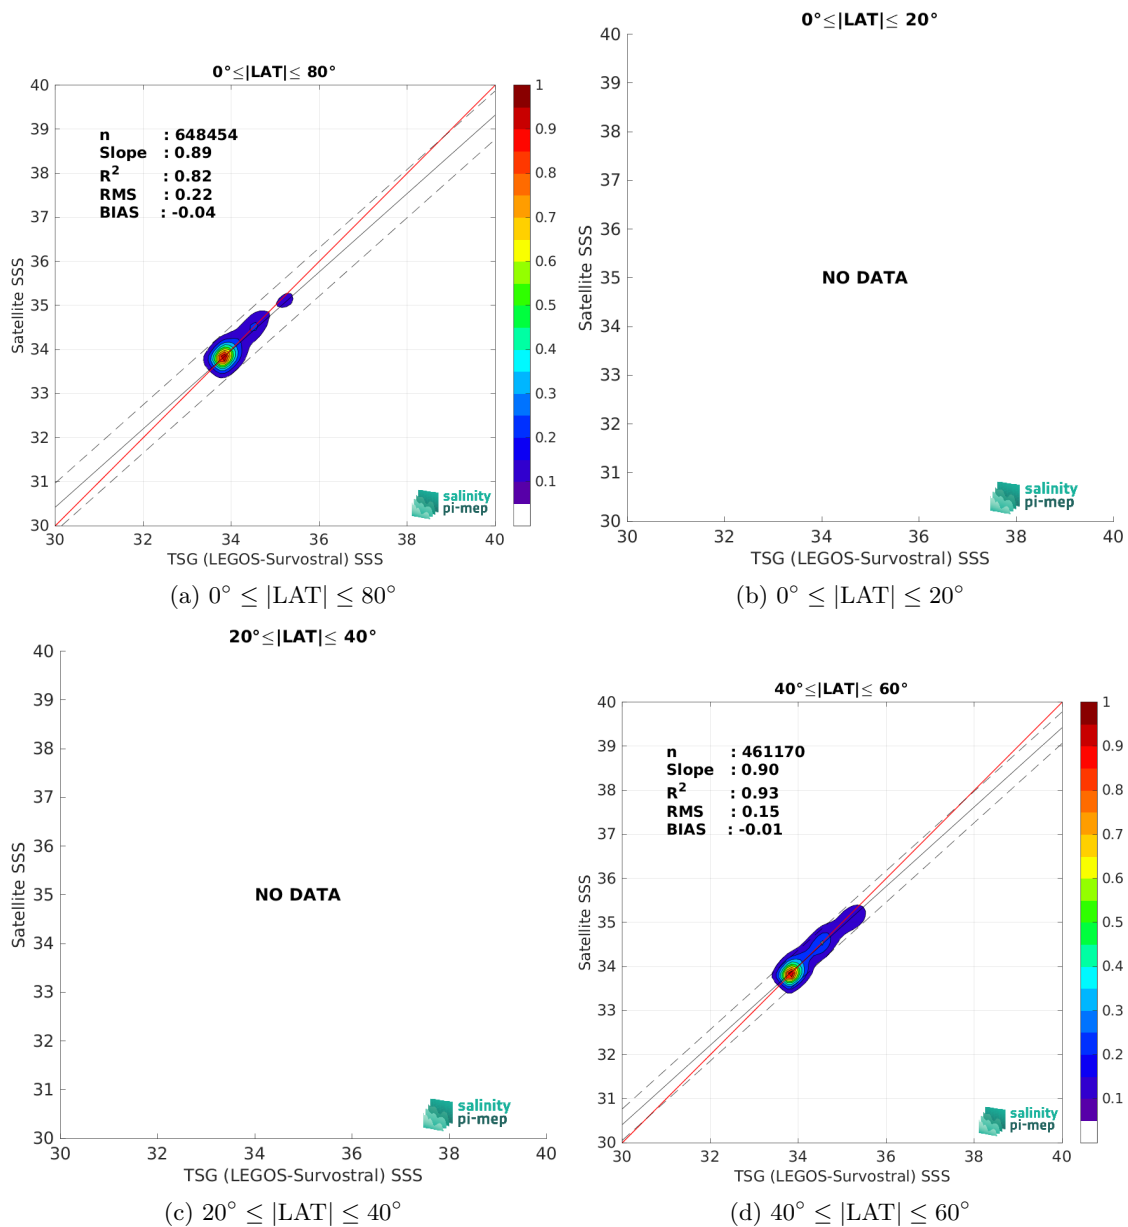 0°≤|LAT|≤ 80°
40
39
38
37
36
35
34
33
32
31
30
Satellite SSS
n : 648454
Slope : 0.89
R² : 0.82
RMS : 0.22
BIAS : -0.04
salinity
pi-mep
30 32 34 36 38 40
TSG (LEGOS-Survostral) SSS
1
0.9
0.8
0.7
0.6
0.5
0.4
0.3
0.2
0.1
(a) 0° ≤ |LAT| ≤ 80°
0°≤|LAT|≤ 20°
40
39
38
37
36
35
34
33
32
31
30
Satellite SSS
NO DATA
salinity
pi-mep
30 32 34 36 38 40
TSG (LEGOS-Survostral) SSS
(b) 0° ≤ |LAT| ≤ 20°
20°≤|LAT|≤ 40°
40
39
38
37
36
35
34
33
32
31
30
Satellite SSS
NO DATA
salinity
pi-mep
30 32 34 36 38 40
TSG (LEGOS-Survostral) SSS
(c) 20° ≤ |LAT| ≤ 40°
40°≤|LAT|≤ 60°
40
39
38
37
36
35
34
33
32
31
30
Satellite SSS
n : 461170
Slope : 0.90
R² : 0.93
RMS : 0.15
BIAS : -0.01
salinity
pi-mep
30 32 34 36 38 40
TSG (LEGOS-Survostral) SSS
1
0.9
0.8
0.7
0.6
0.5
0.4
0.3
0.2
0.1
(d) 40° ≤ |LAT| ≤ 60°